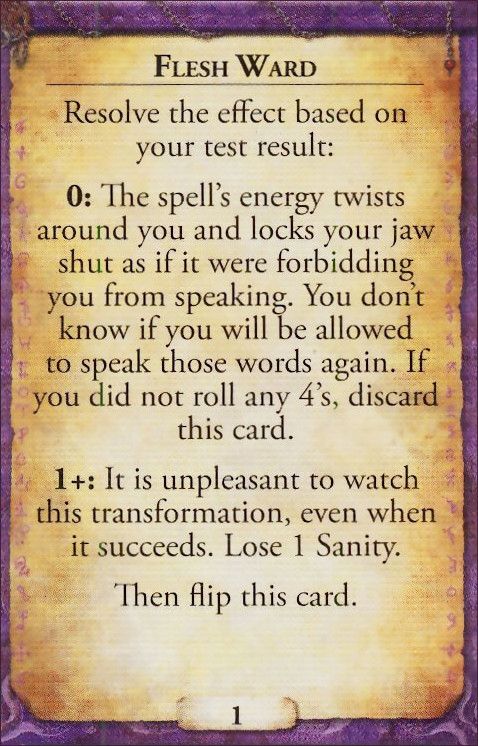 FLESH WARD
Resolve the effect based on
your test result:
0: The spell's energy twists
around you and locks your jaw
shut as if it were forbidding
you from speaking. You don't
know if you will be allowed
to speak those words again. If
you did not roll any 4's, discard
this card.
1+: It is unpleasant to watch
this transformation, even when
it succeeds. Lose 1 Sanity.
Then flip this card.
1